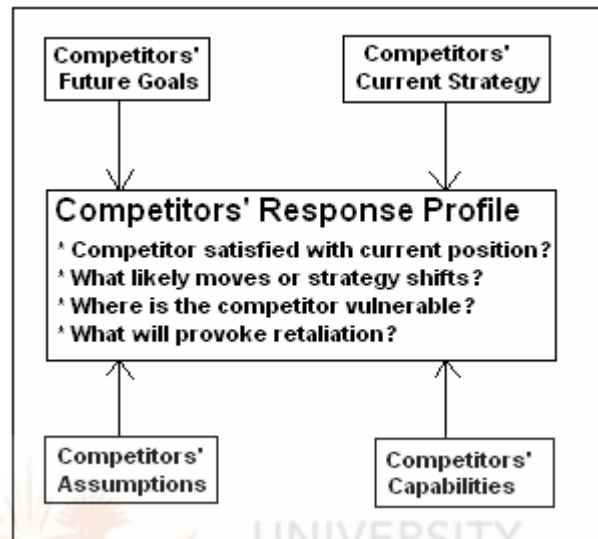 Competitors'
Future Goals
Competitors'
Current Strategy
Competitors' Response Profile
* Competitor satisfied with current position?
* What likely moves or strategy shifts?
* Where is the competitor vulnerable?
* What will provoke retaliation?
Competitors'
Assumptions
Competitors'
Capabilities
UNIVERSITY